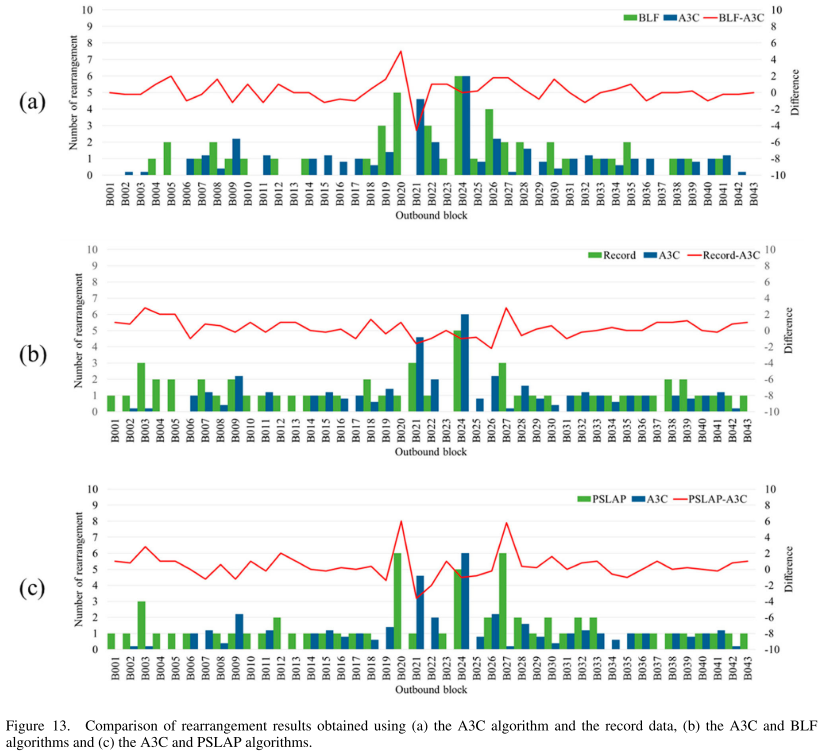 (a)
BLF A3C BLF-A3C
Number of rearrangement
10 9 8 7 6 5 4 3 2 1 0
10 8 6 4 2 0 -2 -4 -6 -8 -10
Difference
B001 B002 B003 B004 B005 B006 B007 B008 B009 B010 B011 B012 B013 B014 B015 B016 B017 B018 B019 B020 B021 B022 B023 B024 B025 B026 B027 B028 B029 B030 B031 B032 B033 B034 B035 B036 B037 B038 B039 B040 B041 B042 B043
Outbound block
(b)
Record A3C Record-A3C
Number of rearrangement
10 9 8 7 6 5 4 3 2 1 0
10 8 6 4 2 0 -2 -4 -6 -8 -10
Difference
B001 B002 B003 B004 B005 B006 B007 B008 B009 B010 B011 B012 B013 B014 B015 B016 B017 B018 B019 B020 B021 B022 B023 B024 B025 B026 B027 B028 B029 B030 B031 B032 B033 B034 B035 B036 B037 B038 B039 B040 B041 B042 B043
Outbound block
(c)
PSLAP A3C PSLAP-A3C
Number of rearrangement
10 9 8 7 6 5 4 3 2 1 0
10 8 6 4 2 0 -2 -4 -6 -8 -10
Difference
B001 B002 B003 B004 B005 B006 B007 B008 B009 B010 B011 B012 B013 B014 B015 B016 B017 B018 B019 B020 B021 B022 B023 B024 B025 B026 B027 B028 B029 B030 B031 B032 B033 B034 B035 B036 B037 B038 B039 B040 B041 B042 B043
Outbound block
Figure 13. Comparison of rearrangement results obtained using (a) the A3C algorithm and the record data, (b) the A3C and BLF
algorithms and (c) the A3C and PSLAP algorithms.